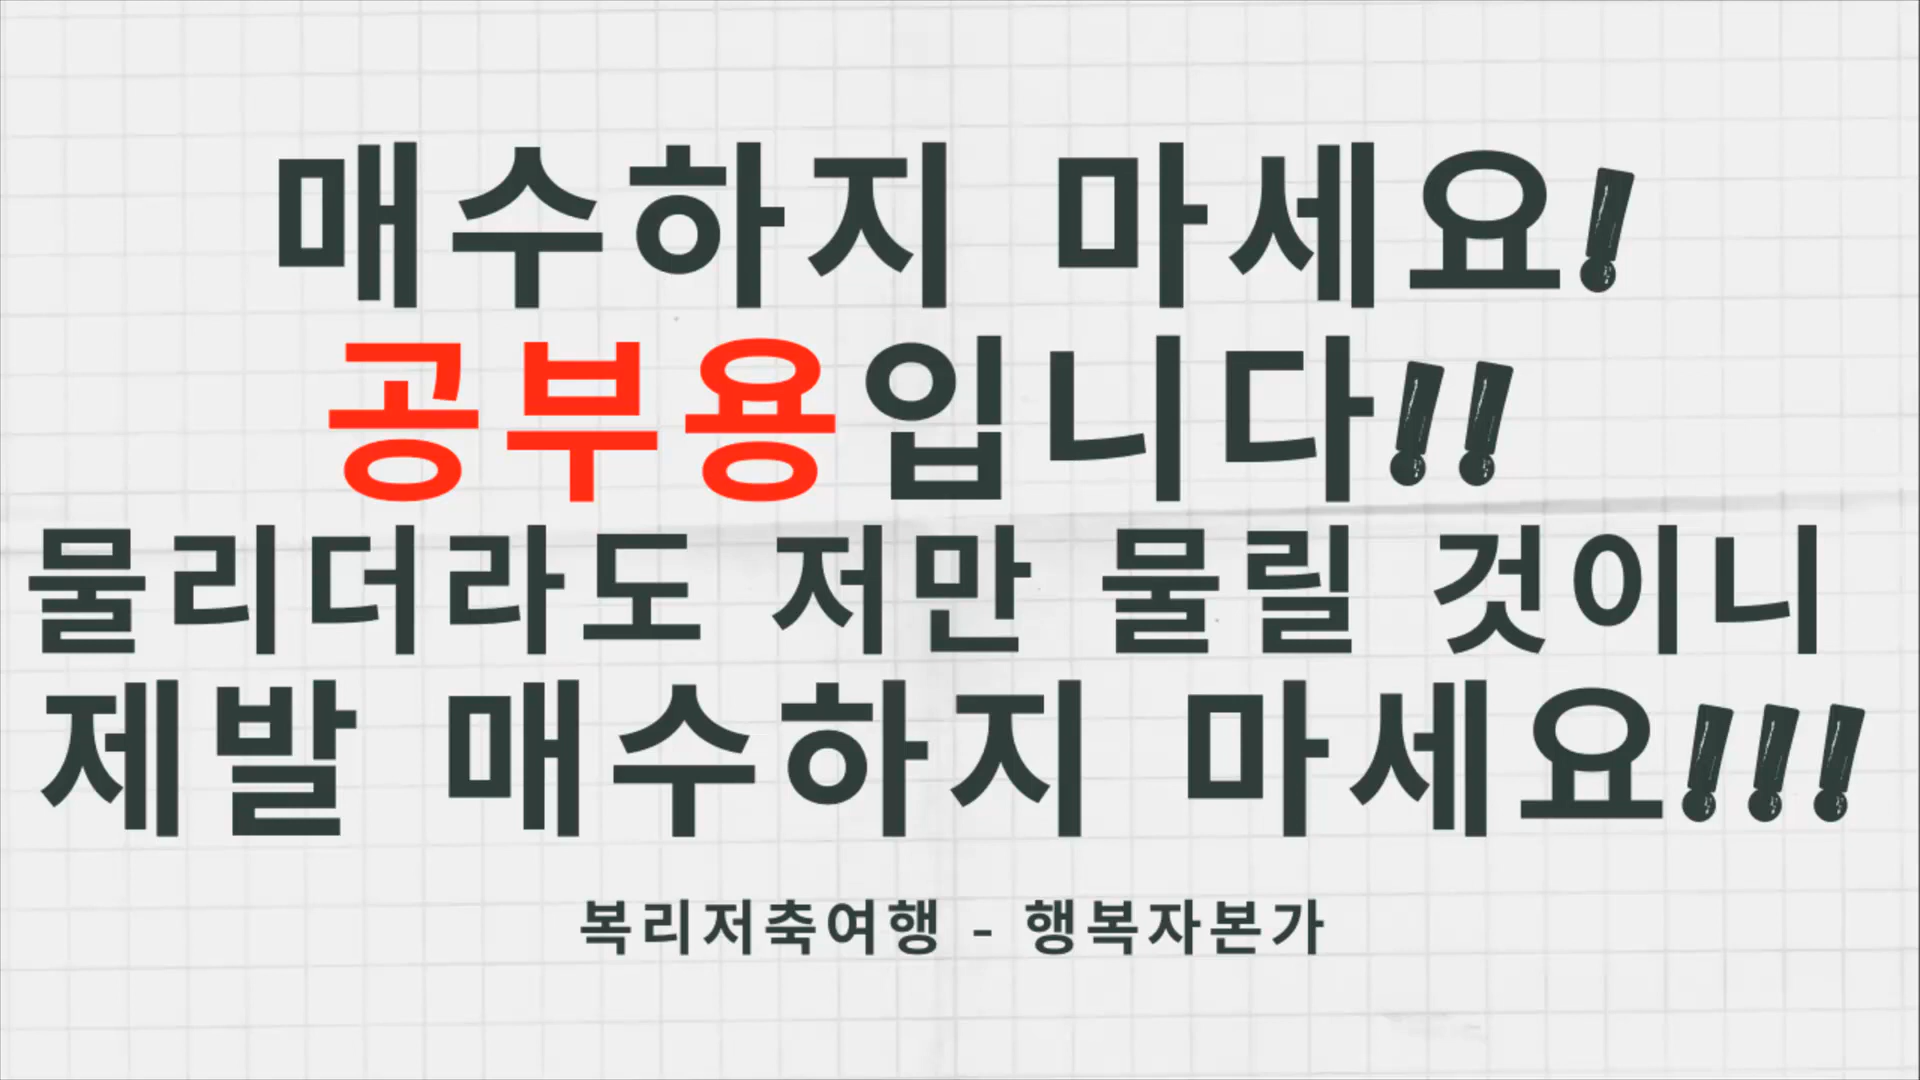 매수하지 마세요!
공부용입니다!!
물리더라도 저만 물릴 것이니
제발 매수하지 마세요!!!
복리저축여행 - 행복자본가